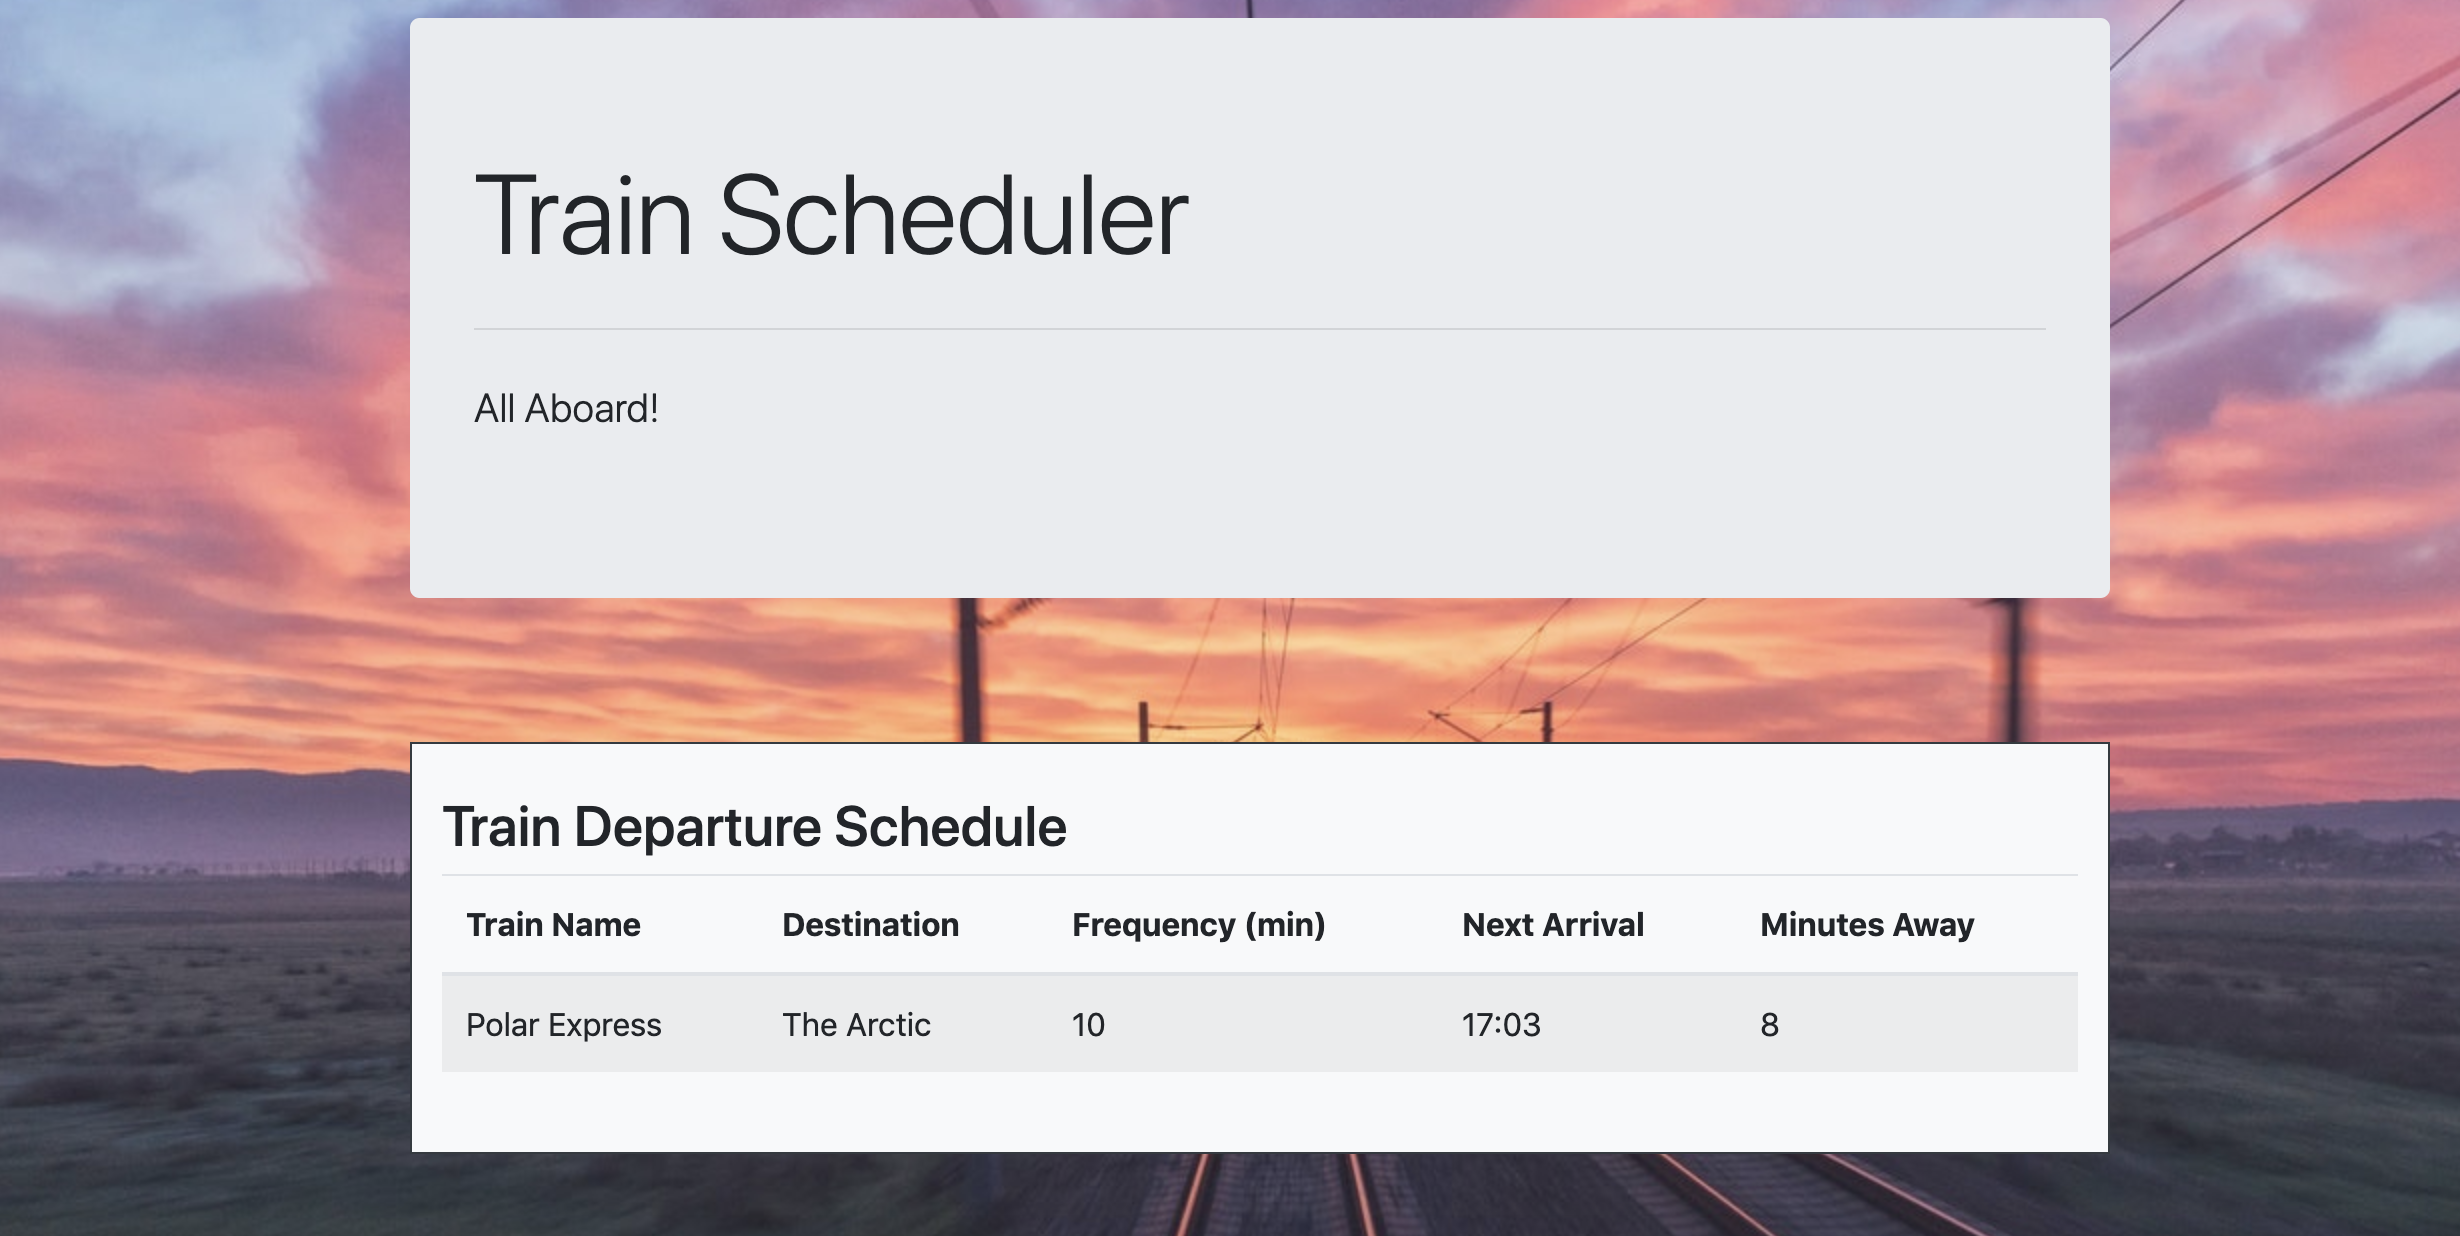 Train Scheduler
All Aboard!
Train Departure Schedule
Train Name Destination Frequency (min) Next Arrival Minutes Away
Polar Express The Arctic 10 17:03 8